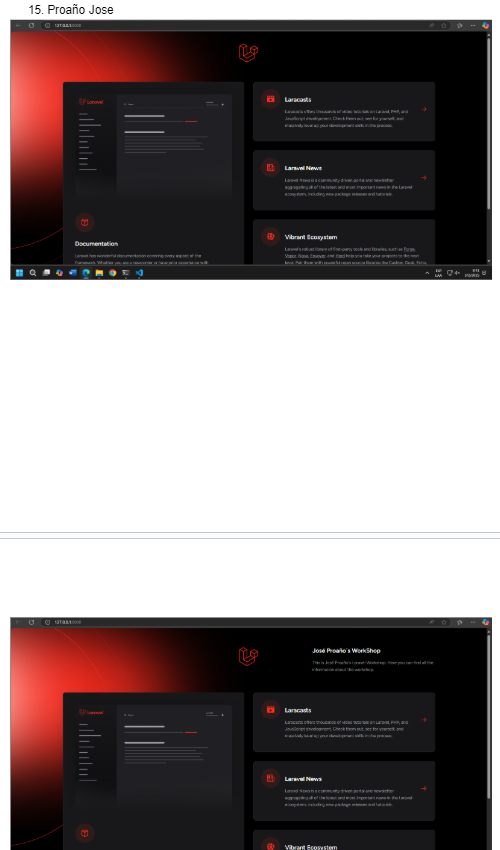 15. Proaño Jose
127.0.0.1:8000
Laravel
Documentation
Laravel has wonderful documentation covering every aspect of the
framework. Whether you are a newcomer or have prior experience with
Laracasts
Laracasts offers thousands of video tutorials on Laravel, PHP, and
JavaScript development. Check them out, see for yourself, and
massively level up your development skills in the process.
Laravel News
Laravel News is a community driven portal and newsletter
aggregating all of the latest and most important news in the Laravel
ecosystem, including new package releases and tutorials.
Vibrant Ecosystem
Laravel's robust library of first-party tools and libraries, such as Forge,
Vapor, Nova, Envoyer, and Herd help you take your projects to the next
level. Pair them with powerful open source libraries like Cashier, Dusk, Echo,
ESP
LAA
127.0.0.1:8000
José Proaño's WorkShop
This is José Proaño's Laravel Workshop. Here you can find all the
information about the workshop.
Laravel
Laracasts
Laracasts offers thousands of video tutorials on Laravel, PHP, and
JavaScript development. Check them out, see for yourself, and
massively level up your development skills in the process.
Laravel News
Laravel News is a community driven portal and newsletter
aggregating all of the latest and most important news in the Laravel
ecosystem, including new package releases and tutorials.
Vibrant Ecosystem